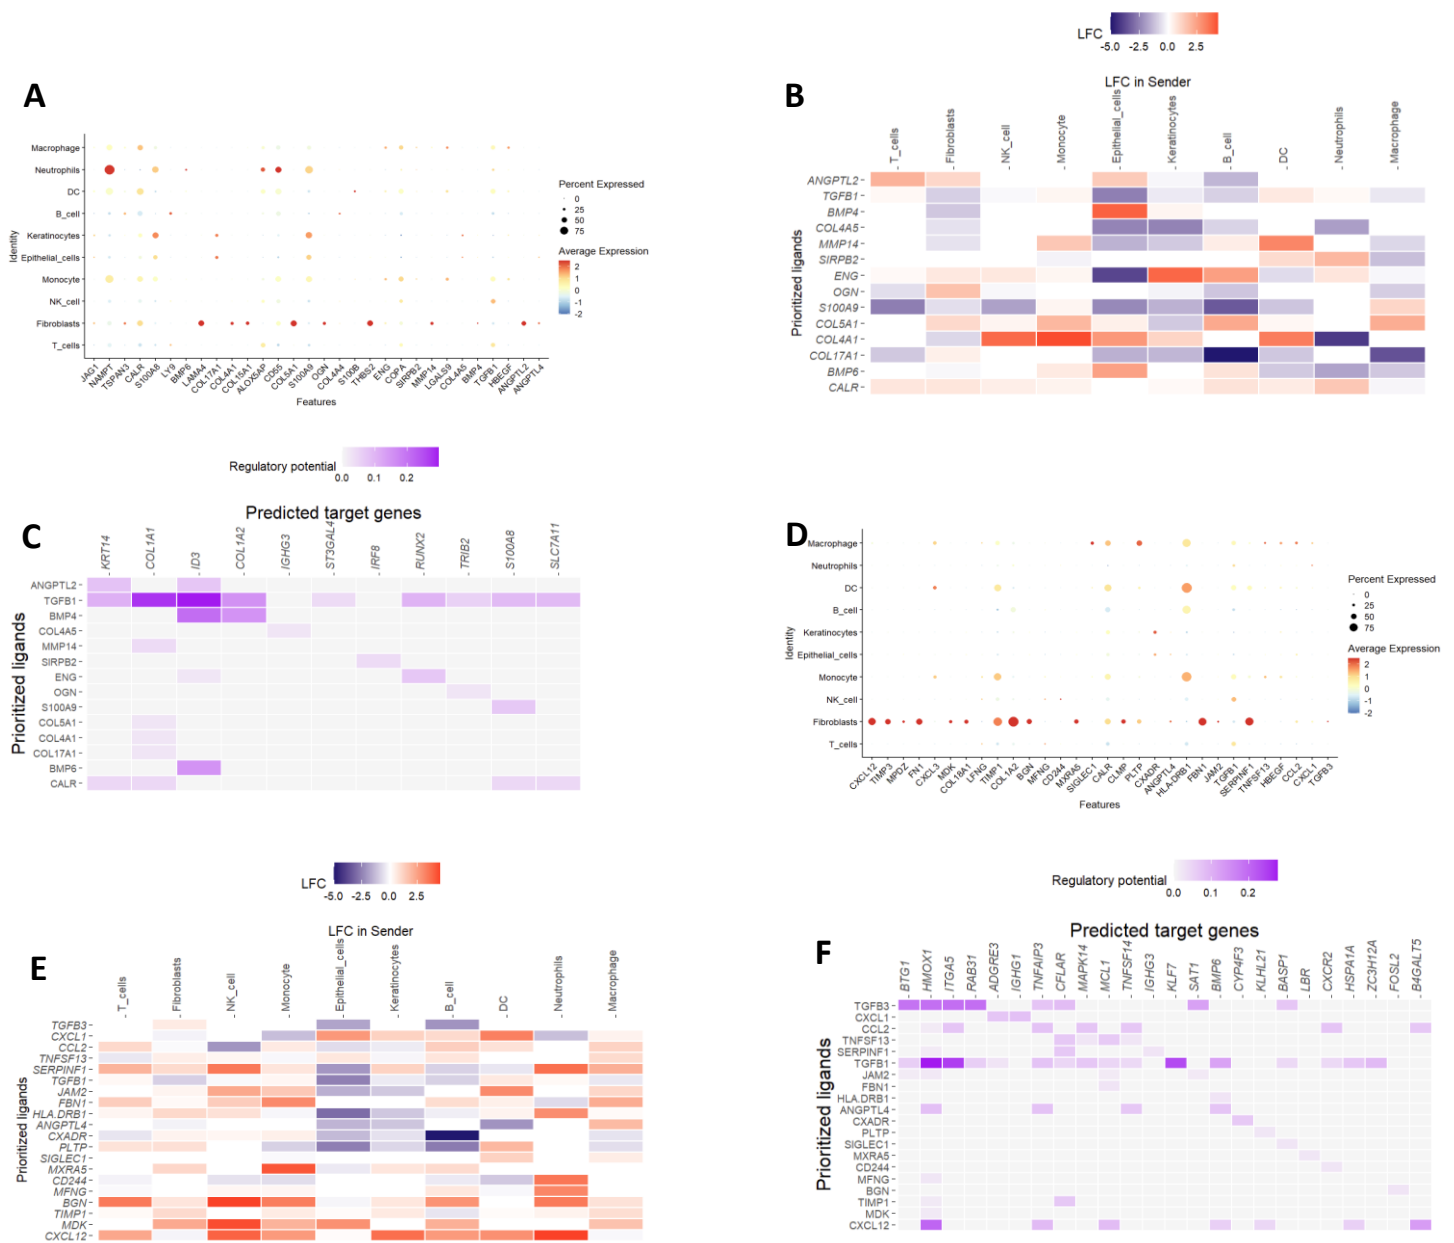 A
Macrophage
Neutrophils
DC
B_cell
Keratinocytes
Epithelial_cells
Monocyte
NK_cell
Fibroblasts
T_cells
Identity
JAG1 NAMPT TSPAN3 CALR S100A8 LY9 BMP6 LAMA4 COL17A1 COL4A1 COL15A1 ALOX5AP CD55 COL5A1 S100A9 OGN COL4A4 S100B THBS2 ENG COPA SIRPB2 MMP14 LGALS9 COL4A5 BMP4 TGFB1 HBEGF ANGPTL2 ANGPTL4
Features
Percent Expressed
0
25
50
75
Average Expression
2
1
0
-1
-2
B
LFC
-5.0 -2.5 0.0 2.5
LFC in Sender
T_cells Fibroblasts NK_cell Monocyte Epithelial_cells Keratinocytes B_cell DC Neutrophils Macrophage
Prioritized ligands
ANGPTL2
TGFB1
BMP4
COL4A5
MMP14
SIRPB2
ENG
OGN
S100A9
COL5A1
COL4A1
COL17A1
BMP6
CALR
C
Regulatory potential
0.0 0.1 0.2
Predicted target genes
KRT14 COL1A1 ID3 COL1A2 IGHG3 ST3GAL4 IRF8 RUNX2 TRIB2 S100A8 SLC7A11
Prioritized ligands
ANGPTL2
TGFB1
BMP4
COL4A5
MMP14
SIRPB2
ENG
OGN
S100A9
COL5A1
COL4A1
COL17A1
BMP6
CALR
D
Macrophage
Neutrophils
DC
B_cell
Keratinocytes
Epithelial_cells
Monocyte
NK_cell
Fibroblasts
T_cells
Identity
CXCL12 TIMP3 MPDZ FN1 CXCL3 MDK COL18A1 LFNG TIMP1 COL1A2 BGN MFNG CD244 MXRA5 SIGLEC1 CALR CLMP PLTP CXADR ANGPTL4 HLA-DRB1 FBN1 JAM2 TGFB1 SERPINF1 TNFSF13 HBEGF CCL2 CXCL1 TGFB3
Features
Percent Expressed
0
25
50
75
Average Expression
2
1
0
-1
-2
E
LFC
-5.0 -2.5 0.0 2.5
LFC in Sender
T_cells Fibroblasts NK_cell Monocyte Epithelial_cells Keratinocytes B_cell DC Neutrophils Macrophage
Prioritized ligands
TGFB3
CXCL1
CCL2
TNFSF13
SERPINF1
TGFB1
JAM2
FBN1
HLA.DRB1
ANGPTL4
CXADR
PLTP
SIGLEC1
MXRA5
CD244
MFNG
BGN
TIMP1
MDK
CXCL12
F
Regulatory potential
0.0 0.1 0.2
Predicted target genes
BTG1 HMOX1 ITGA5 RAB31 ADGRE3 IGHG1 TNFAIP3 CFLAR MAPK14 MCL1 TNFSF14 IGHG3 KLF7 SAT1 BMP6 CYP4F3 KLHL21 BASP1 LBR CXCR2 HSPA1A ZC3H12A FOSL2 B4GALT5
Prioritized ligands
TGFB3
CXCL1
CCL2
TNFSF13
SERPINF1
TGFB1
JAM2
FBN1
HLA.DRB1
ANGPTL4
CXADR
PLTP
SIGLEC1
MXRA5
CD244
MFNG
BGN
TIMP1
MDK
CXCL12